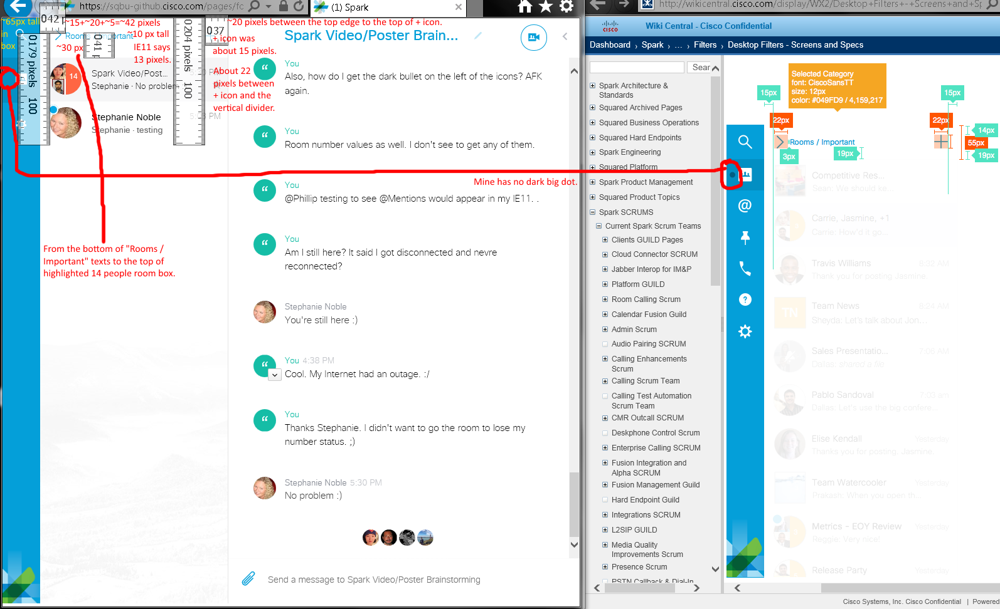 https://sqbu-github.cisco.com/pages/fc
(1) Spark
~65px tall
in
box
042
~15+~20+~5=~42 pixels
~20 pixels between the top edge to the top of + icon.
037
Rooms / Important
~10 px tall
IE11 says
13 pixels.
~30 px
041
0179 pixels
100
0204 pixels
100
+ icon was
about 15 pixels.
About 22
pixels between
+ icon and the
vertical divider.
14
Spark Video/Post...
Stephanie · No problem :)
Stephanie Noble
Stephanie · testing
From the bottom of "Rooms /
Important" texts to the top of
highlighted 14 people room box.
Mine has no dark big dot.
Spark Video/Poster Brain...
You
Also, how do I get the dark bullet on the left of the icons? AFK
again.
You
Room number values as well. I don't see to get any of them.
You
@Phillip testing to see @Mentions would appear in my IE11. .
You
Am I still here? It said I got disconnected and nevre
reconnected?
Stephanie Noble
You're still here :)
You 4:38 PM
Cool. My Internet had an outage. :/
You
Thanks Stephanie. I didn't want to go the room to lose my
number status. ;)
Stephanie Noble 5:30 PM
No problem :)
Send a message to Spark Video/Poster Brainstorming
http://wikicentral.cisco.com/display/WX2/Desktop+Filters+-+Screens+and+Sp
cisco
Wiki Central - Cisco Confidential
Dashboard › Spark › ... › Filters › Desktop Filters - Screens and Specs
Sear
Spark Architecture &
Standards
Squared Archived Pages
Squared Business Operations
Squared Hard Endpoints
Spark Engineering
Squared Platform
Spark Product Management
Squared Product Topics
Spark SCRUMS
Current Spark Scrum Teams
Clients GUILD Pages
Cloud Connector SCRUM
Jabber Interop for IM&P
Platform GUILD
Room Calling Scrum
Calendar Fusion Guild
Admin Scrum
Audio Pairing SCRUM
Calling Enhancements
Scrum
Calling Scrum Team
Calling Test Automation
Scrum Team
CMR Outcall SCRUM
Deskphone Control Scrum
Enterprise Calling SCRUM
Fusion Integration and
Alpha SCRUM
Fusion Management Guild
Hard Endpoint Guild
Integrations SCRUM
L2SIP GUILD
Media Quality
Improvements Scrum
Presence Scrum
PSTN Callback & Dial-In
Selected Category
font: CiscoSansTT
size: 12px
color: #049FD9 / 4,159,217
15px
15px
22px
22px
14px
55px
19px
Rooms / Important
3px
19px
Competitive Res...
Sean: We should ke...
Carrie, Jasmine, +1
Carrie: How'd it go...
Travis Williams 8:32 AM
Thank you for posting Jasmine.
TN
Team News 8:24 AM
Sheyda: Let's talk about Jon...
Sales Presentatio... 7:06 AM
Dallas: shared a file
Pablo Sandoval 7:03 am
Dallas: Let's use the big confere...
Elise Kendall Yesterday
Thanks you for posting, Jasmine.
Team Watercooler Yesterday
Prakash: When you open th...
Metrics - EOY Review Yesterday
Reggie: Very nice!
Release Party Yesterday
Cisco Systems, Inc. Cisco Confidential | Powered